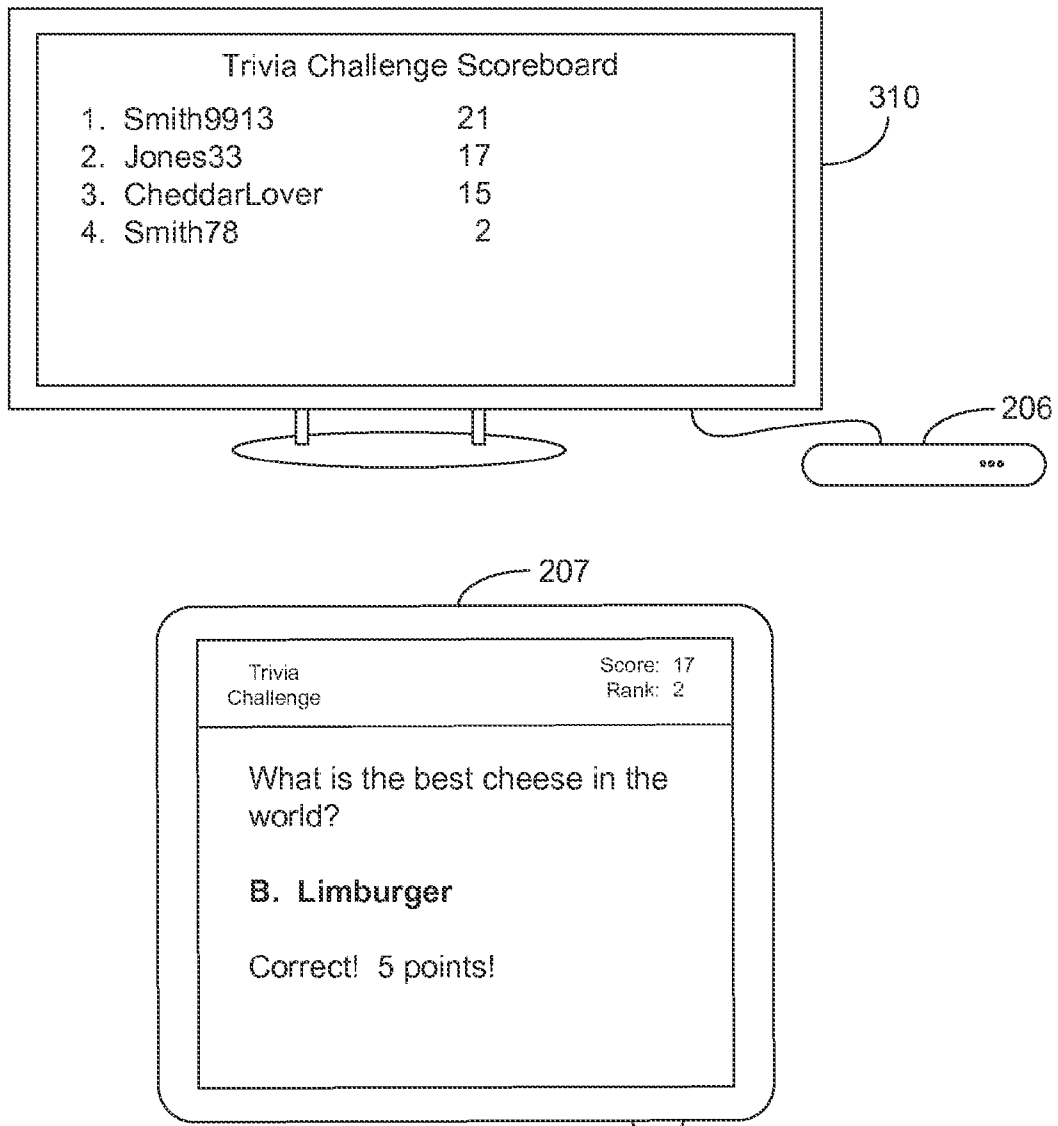 Trivia Challenge Scoreboard
1. Smith9913 21
2. Jones33 17
3. CheddarLover 15
4. Smith78 2
310
206
207
Trivia
Challenge
Score: 17
Rank: 2
What is the best cheese in the
world?
B. Limburger
Correct! 5 points!